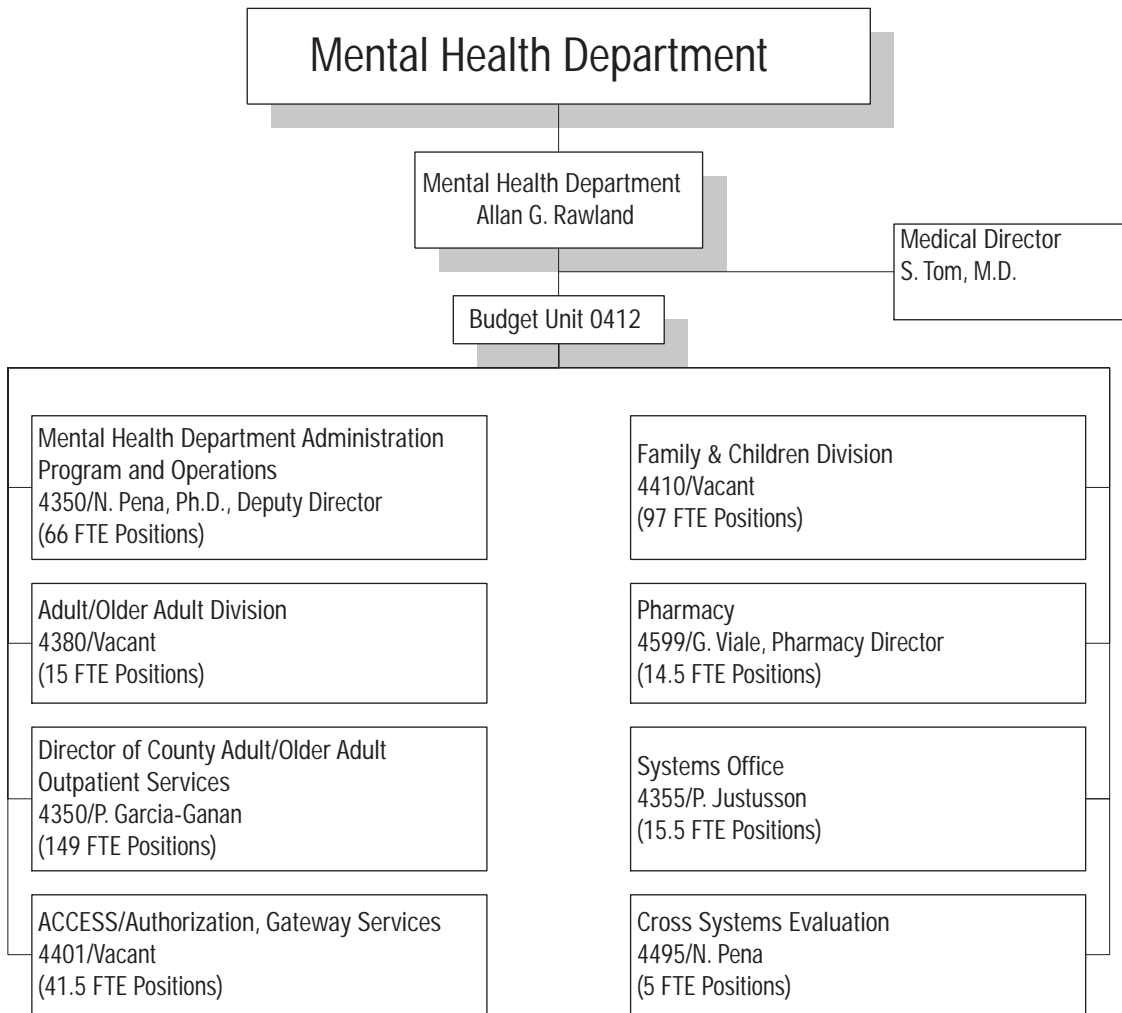 Mental Health Department
Mental Health Department
Allan G. Rawland
Medical Director
S. Tom, M.D.
Budget Unit 0412
Mental Health Department Administration
Program and Operations
4350/N. Pena, Ph.D., Deputy Director
(66 FTE Positions)
Adult/Older Adult Division
4380/Vacant
(15 FTE Positions)
Director of County Adult/Older Adult
Outpatient Services
4350/P. Garcia-Ganan
(149 FTE Positions)
ACCESS/Authorization, Gateway Services
4401/Vacant
(41.5 FTE Positions)
Family & Children Division
4410/Vacant
(97 FTE Positions)
Pharmacy
4599/G. Viale, Pharmacy Director
(14.5 FTE Positions)
Systems Office
4355/P. Justusson
(15.5 FTE Positions)
Cross Systems Evaluation
4495/N. Pena
(5 FTE Positions)